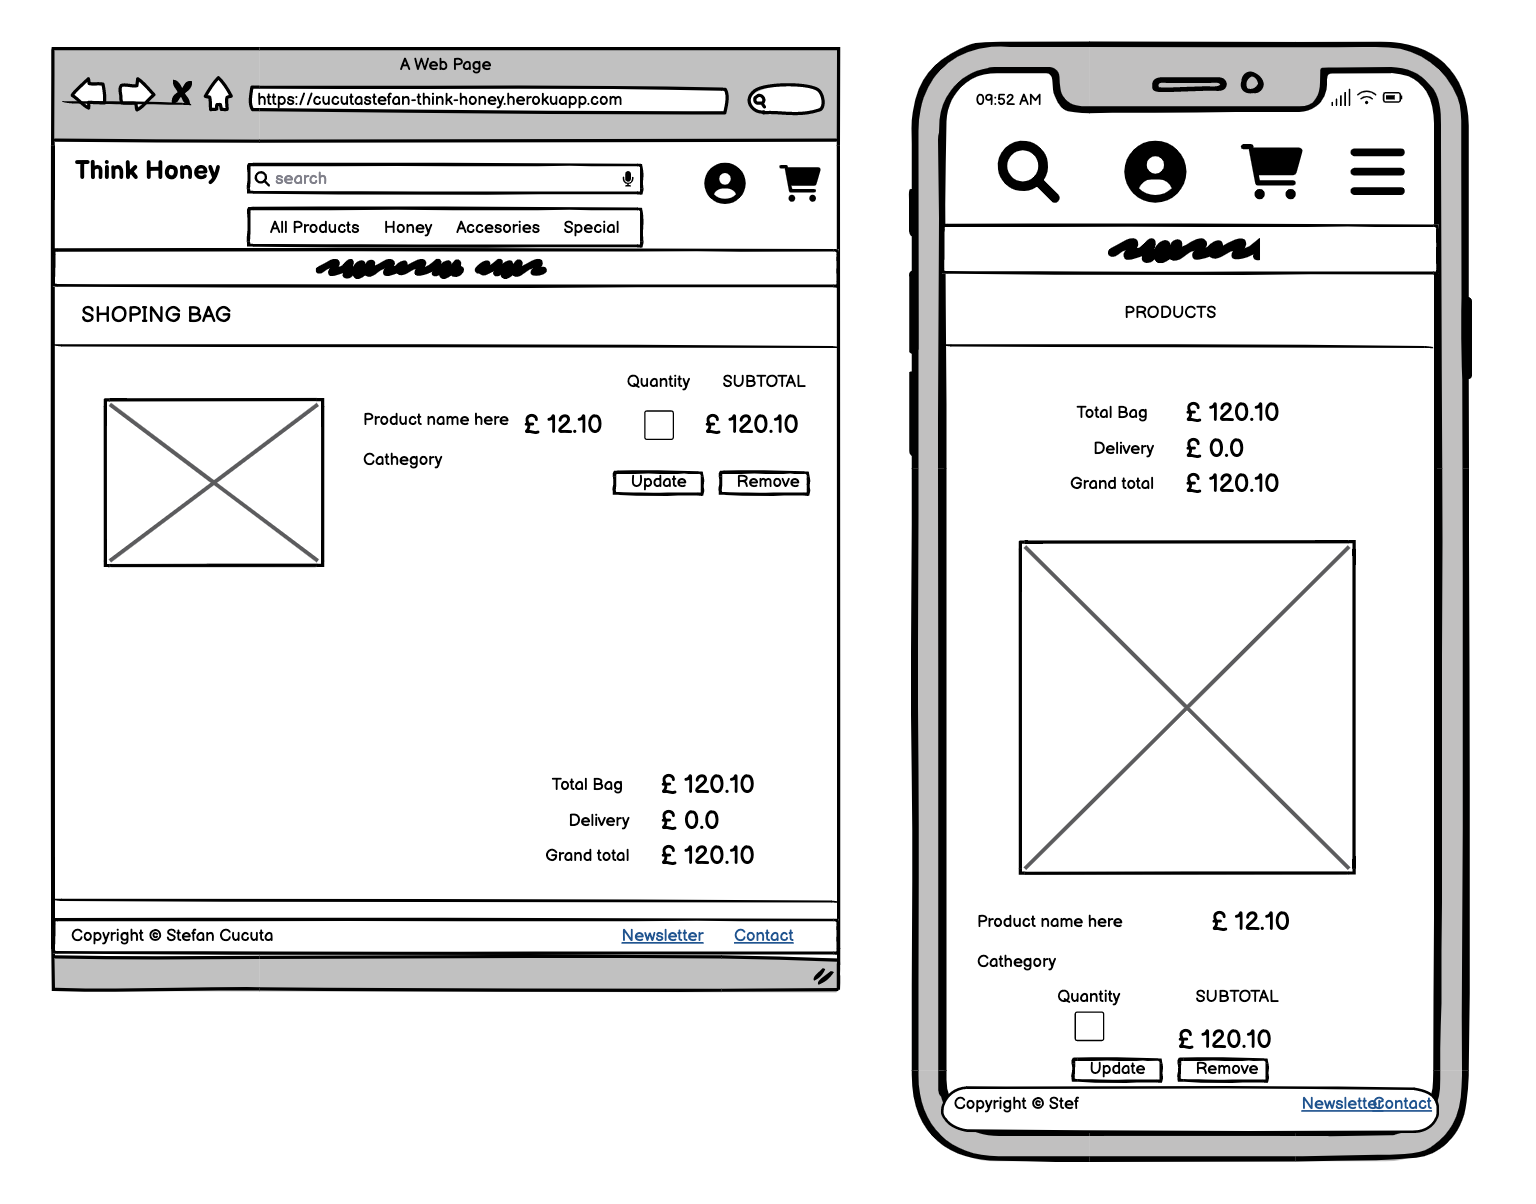 A Web Page
https://cucutastefan-think-honey.herokuapp.com
Think Honey
search
All Products Honey Accesories Special
SHOPING BAG
Quantity SUBTOTAL
Product name here £ 12.10 £ 120.10
Cathegory
Update Remove
Total Bag £ 120.10
Delivery £ 0.0
Grand total £ 120.10
Copyright © Stefan Cucuta Newsletter Contact
09:52 AM
PRODUCTS
Total Bag £ 120.10
Delivery £ 0.0
Grand total £ 120.10
Product name here £ 12.10
Cathegory
Quantity SUBTOTAL
£ 120.10
Update Remove
Copyright © Stef Newsletter Contact